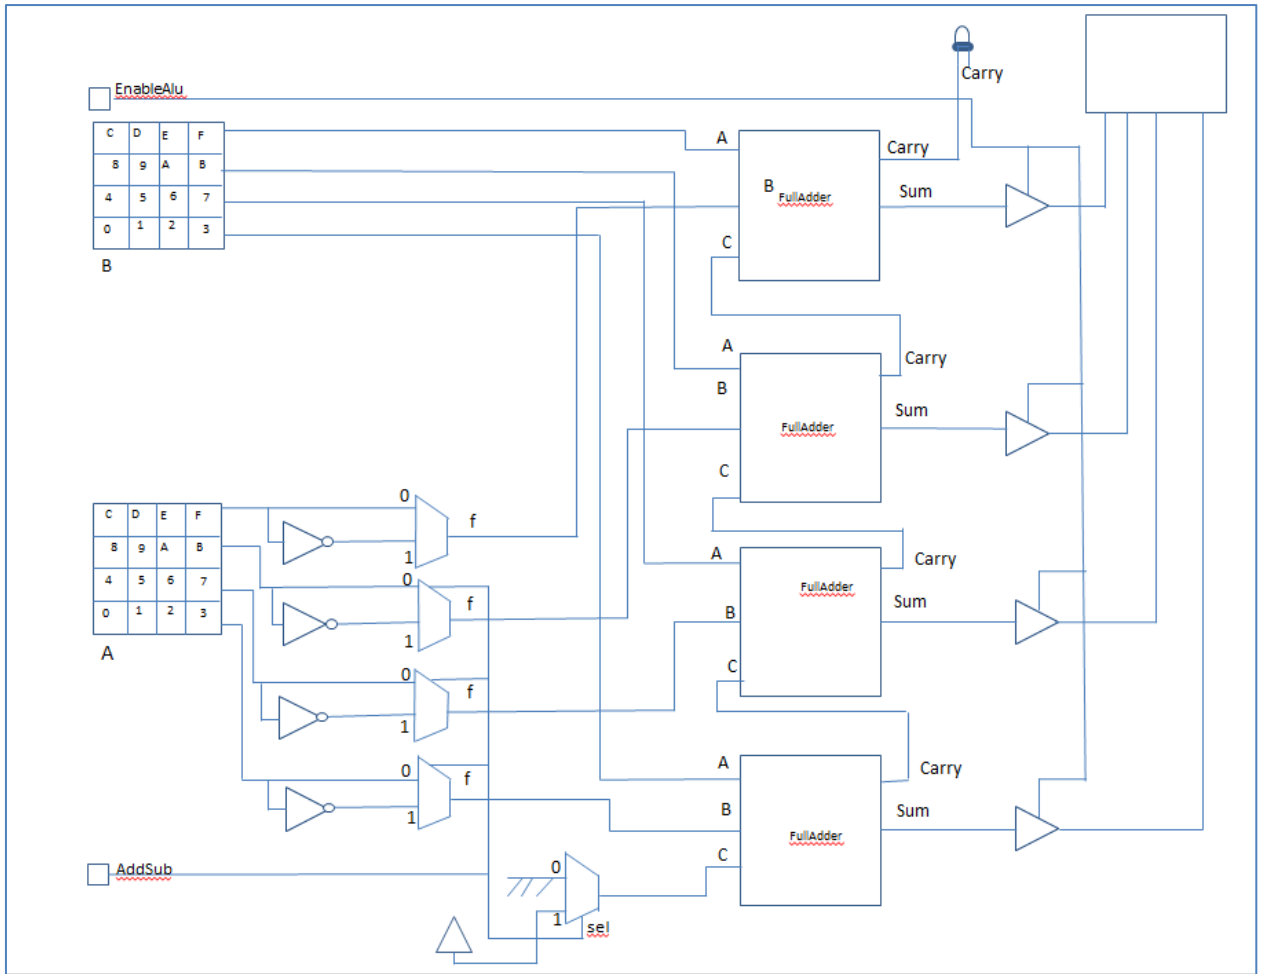 Carry
EnableAlu
C D E F
8 9 A B
4 5 6 7
0 1 2 3
B
A
Carry
B
FullAdder
Sum
C
A
Carry
B
Sum
FullAdder
C
0
f
1
C D E F
8 9 A B
4 5 6 7
0 1 2 3
A
A
Carry
FullAdder
0
f
B
Sum
1
C
0
f
1
A
Carry
0
f
B
Sum
1
FullAdder
C
AddSub
0
1
sel